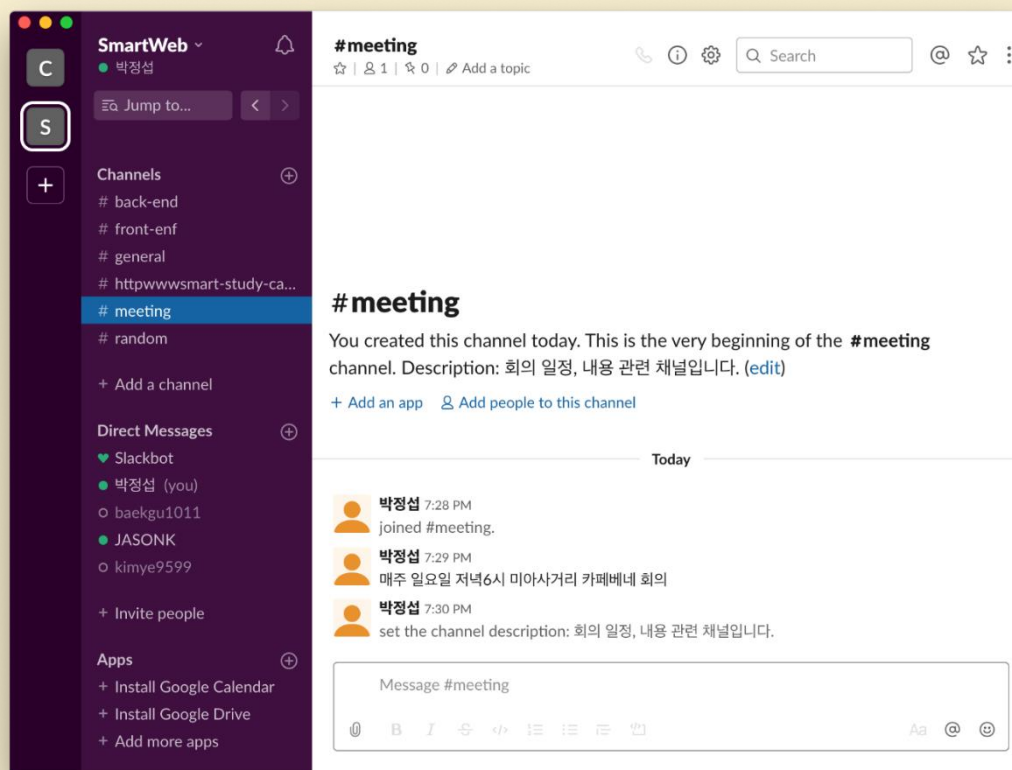 C
S
+
SmartWeb
박정섭
Jump to...
Channels
# back-end
# front-enf
# general
# httpwwwsmart-study-ca...
# meeting
# random
+ Add a channel
Direct Messages
Slackbot
박정섭 (you)
baekgu1011
JASONK
kimye9599
+ Invite people
Apps
+ Install Google Calendar
+ Install Google Drive
+ Add more apps
#meeting
1 | 0 | Add a topic
Search
#meeting
You created this channel today. This is the very beginning of the #meeting
channel. Description: 회의 일정, 내용 관련 채널입니다. (edit)
+ Add an app Add people to this channel
Today
박정섭 7:28 PM
joined #meeting.
박정섭 7:29 PM
매주 일요일 저녁6시 미아사거리 카페베네 회의
박정섭 7:30 PM
set the channel description: 회의 일정, 내용 관련 채널입니다.
Message #meeting
B I S </> Aa @